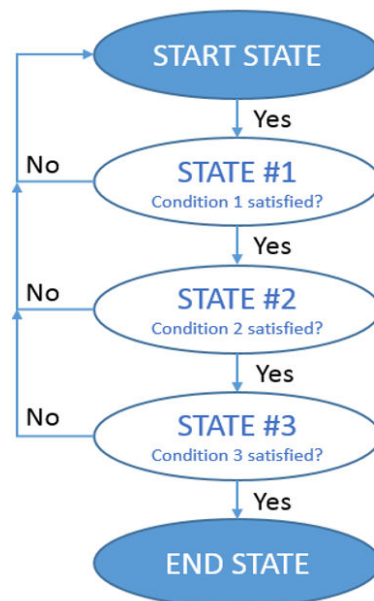 START STATE
Yes
No
STATE #1
Condition 1 satisfied?
Yes
No
STATE #2
Condition 2 satisfied?
Yes
No
STATE #3
Condition 3 satisfied?
Yes
END STATE